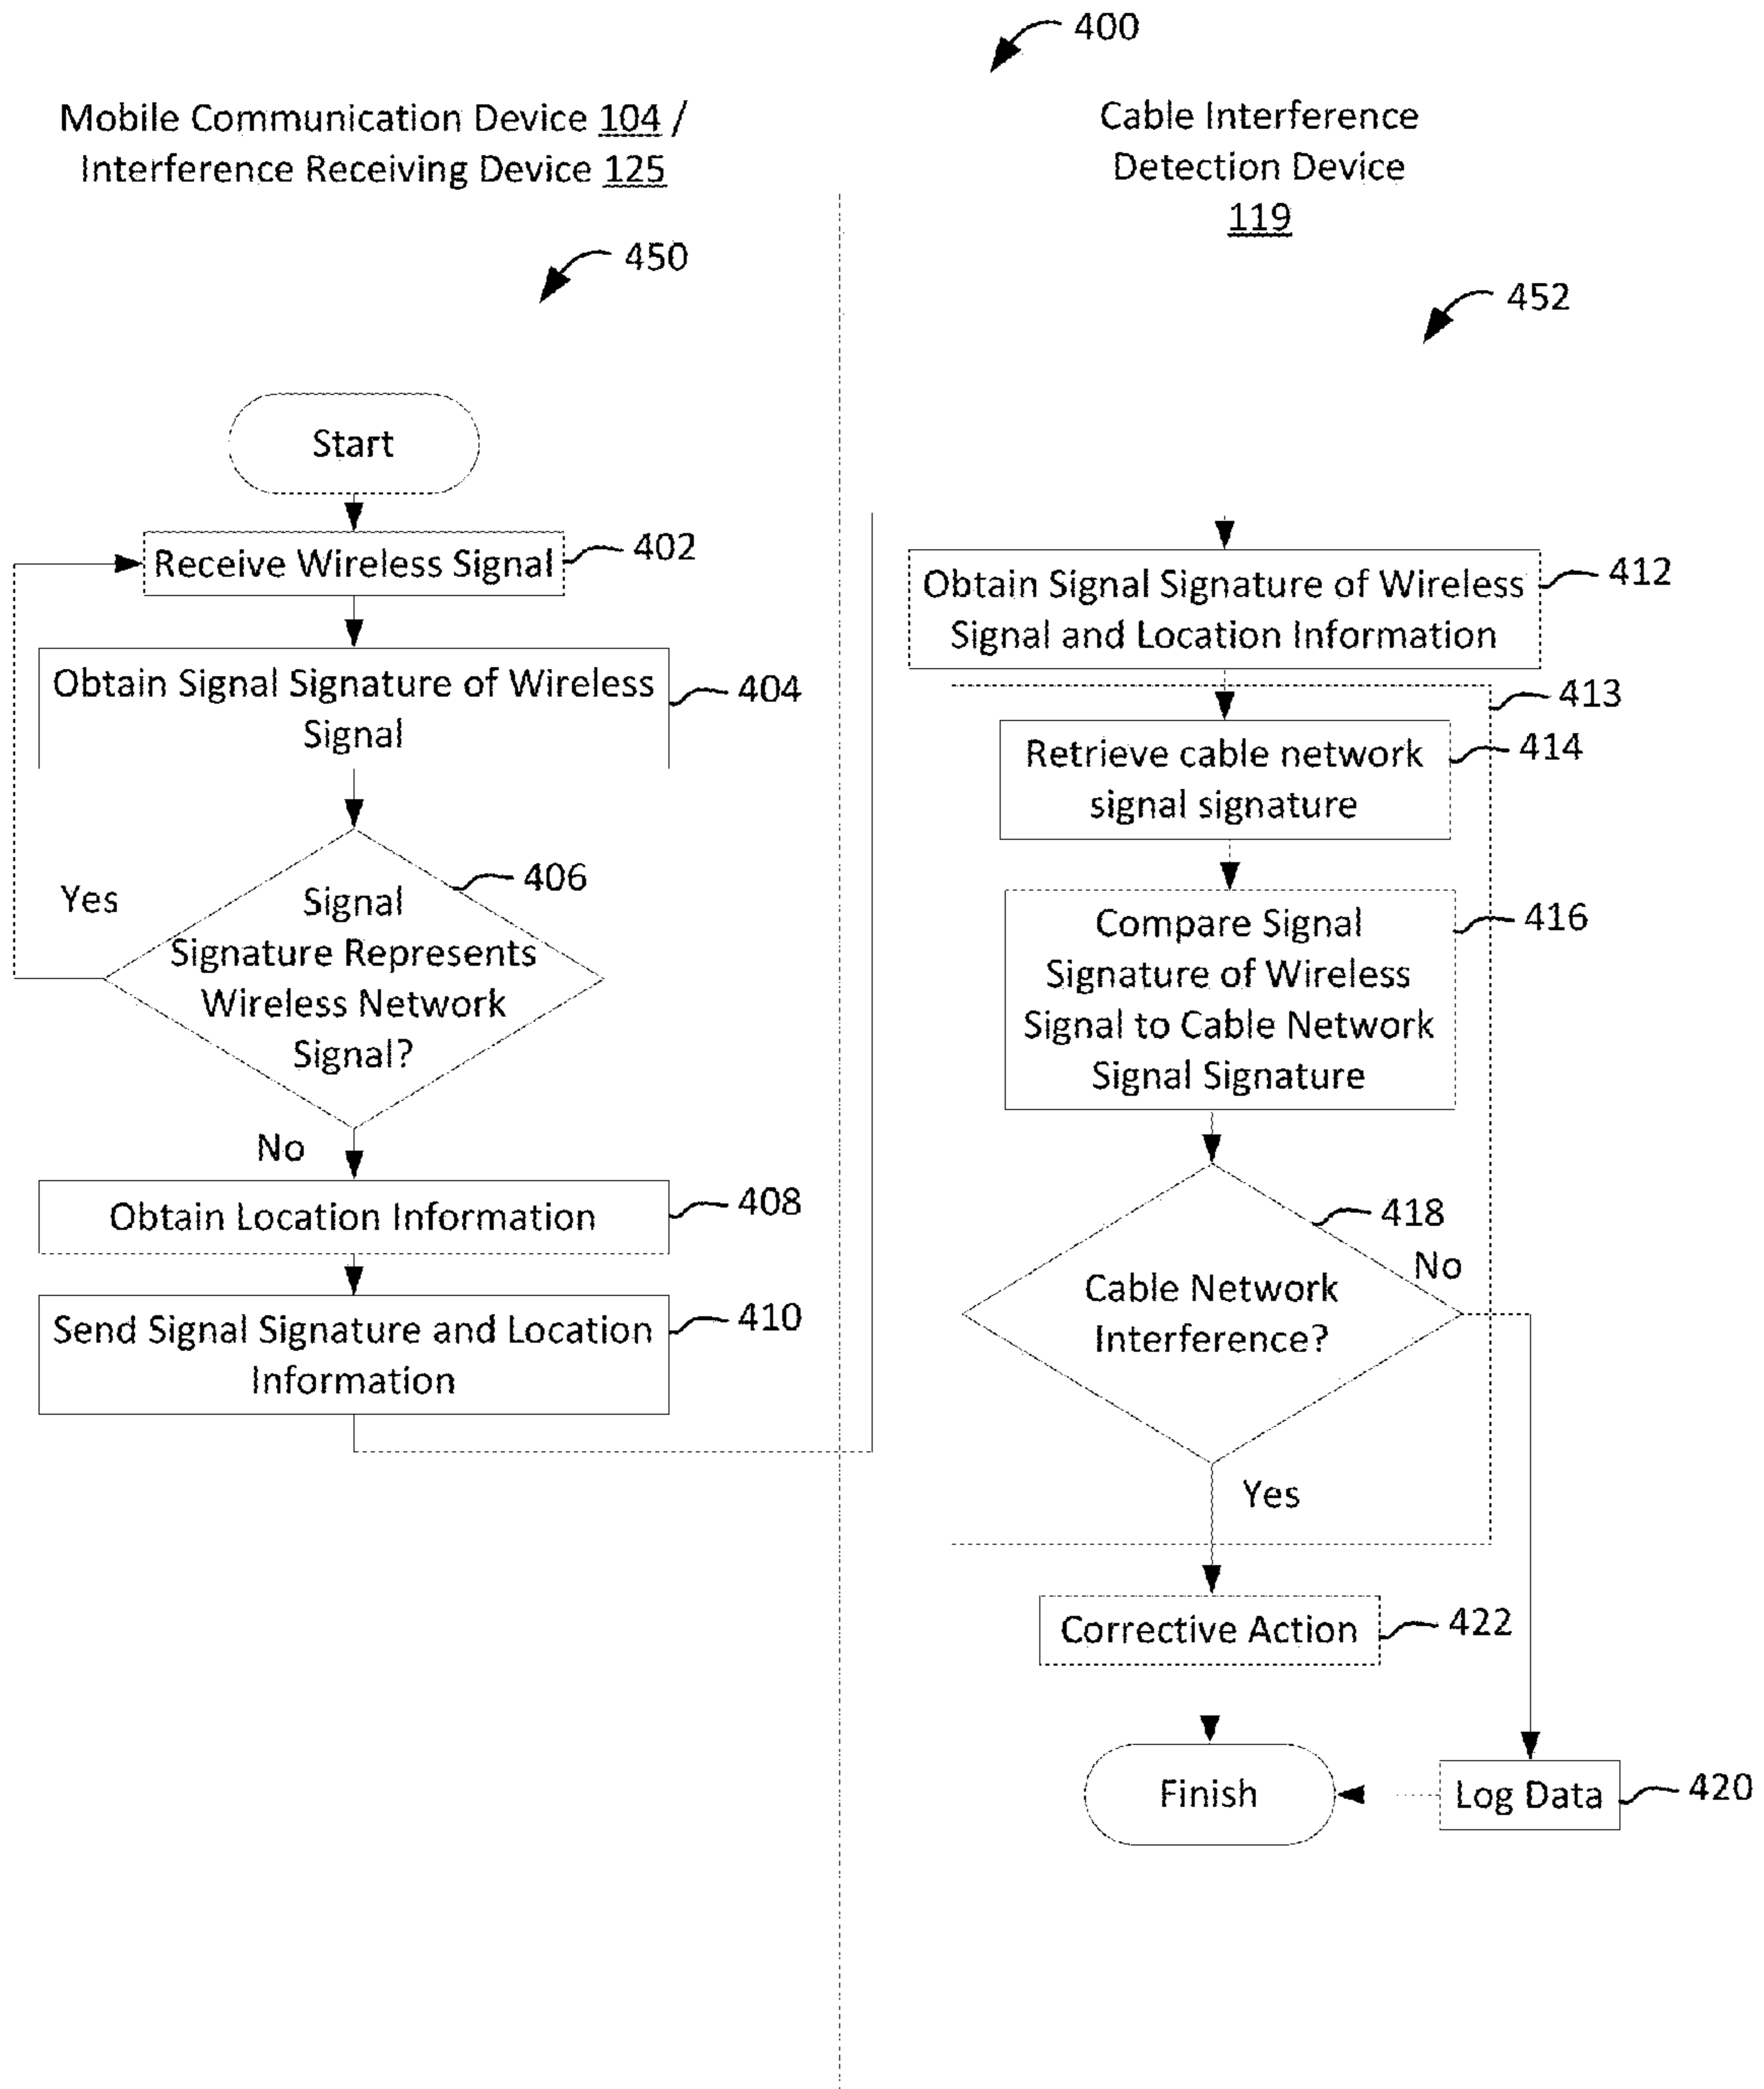 400
Mobile Communication Device 104 /
Interference Receiving Device 125
450
Start
Receive Wireless Signal
402
Obtain Signal Signature of Wireless
Signal
404
Yes
Signal
Signature Represents
Wireless Network
Signal?
406
No
Obtain Location Information
408
Send Signal Signature and Location
Information
410
Cable Interference
Detection Device
119
452
Obtain Signal Signature of Wireless
Signal and Location Information
412
413
Retrieve cable network
signal signature
414
Compare Signal
Signature of Wireless
Signal to Cable Network
Signal Signature
416
418
No
Cable Network
Interference?
Yes
Corrective Action
422
Finish
Log Data
420